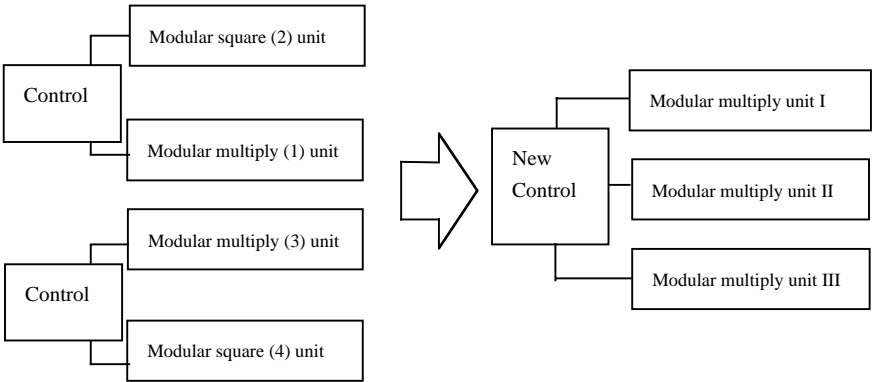 Modular square (2) unit
Control
Modular multiply (1) unit
Modular multiply (3) unit
Control
Modular square (4) unit
Modular multiply unit I
New
Control
Modular multiply unit II
Modular multiply unit III